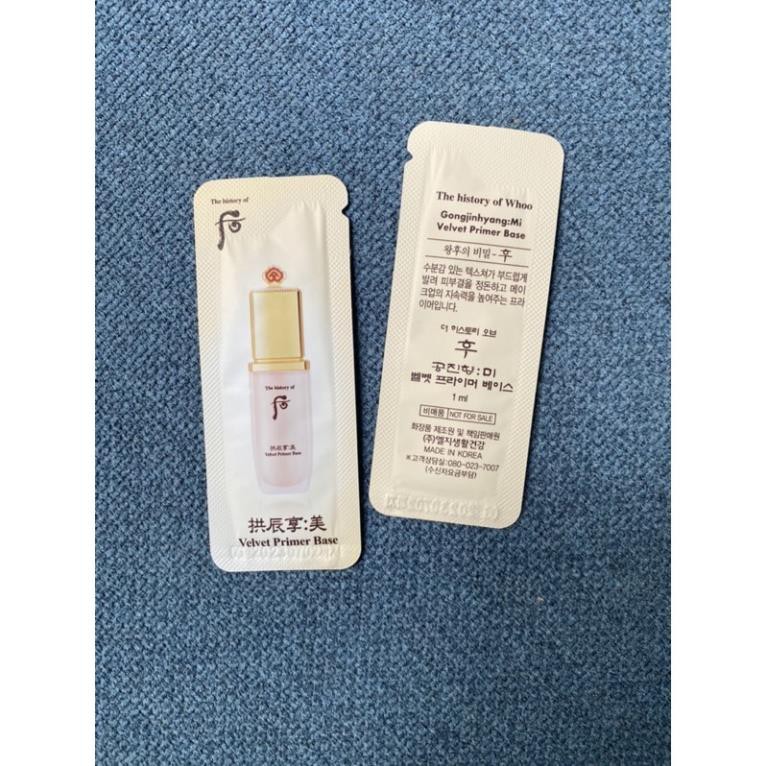 The history of
后
The history of
后
拱辰享:美
Velvet Primer Base
拱辰享:美
Velvet Primer Base
The history of Whoo
Gongjinhyang:Mi
Velvet Primer Base
왕후의 비밀-후
수분감 있는 텍스쳐가 부드럽게
발려 피부결을 정돈하고 메이
크업의 지속력을 높여주는 프라
이머입니다.
더 히스토리 오브
후
공진향:미
벨벳 프라이머 베이스
1 ml
비매품 NOT FOR SALE
화장품 제조원 및 책임판매원
(주)엘지생활건강
MADE IN KOREA
※고객상담실:080-023-7007
(수신자요금부담)